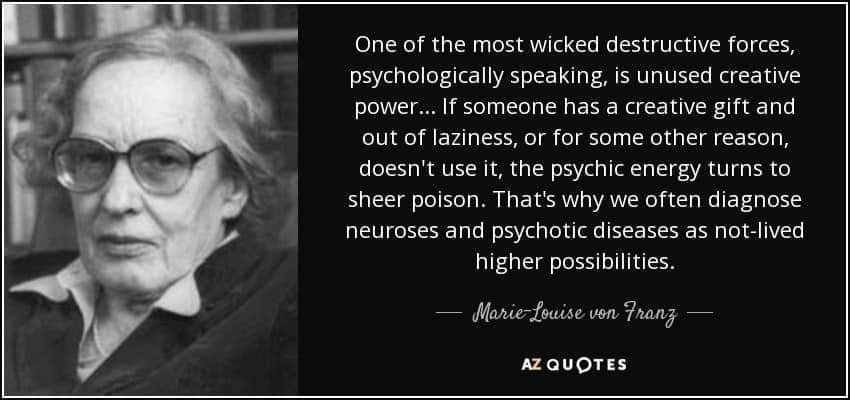 One of the most wicked destructive forces,
psychologically speaking, is unused creative
power... If someone has a creative gift and
out of laziness, or for some other reason,
doesn't use it, the psychic energy turns to
sheer poison. That's why we often diagnose
neuroses and psychotic diseases as not-lived
higher possibilities.
Marie-Louise von Franz
AZ QUOTES